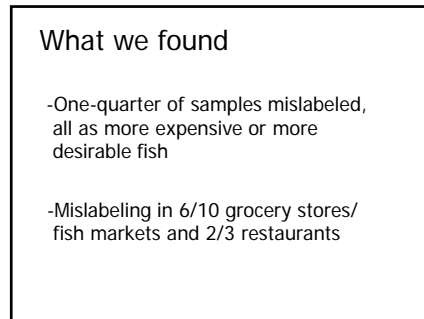 What we found
-One-quarter of samples mislabeled,
all as more expensive or more
desirable fish
-Mislabeling in 6/10 grocery stores/
fish markets and 2/3 restaurants